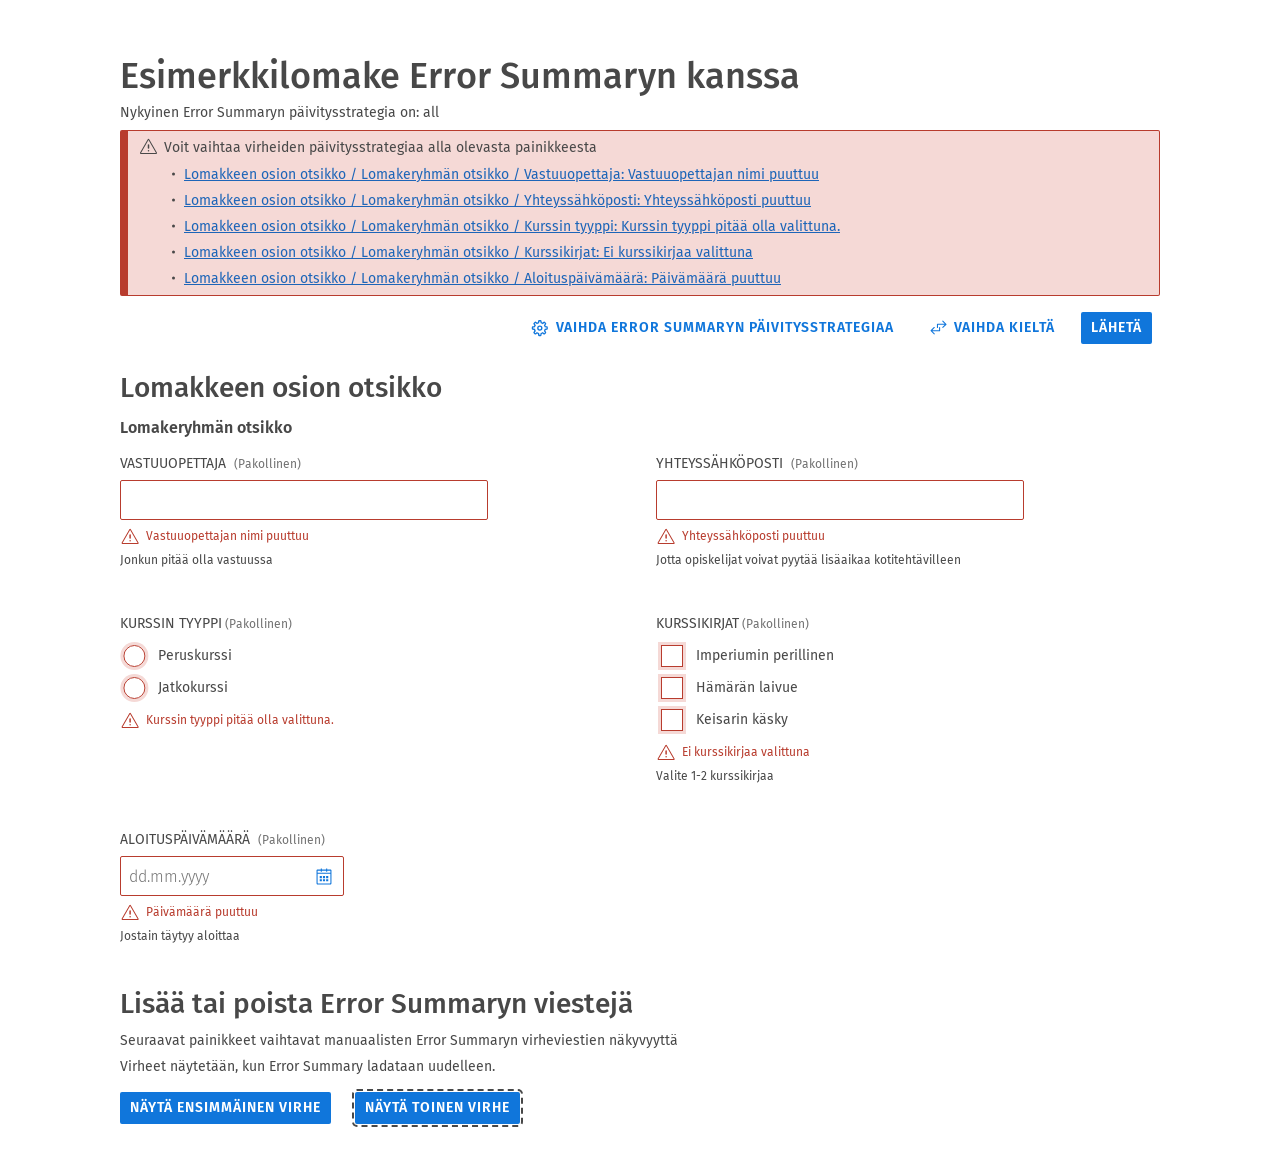 Esimerkkilomake Error Summaryn kanssa
Nykyinen Error Summaryn päivitysstrategia on: all
Voit vaihtaa virheiden päivitysstrategiaa alla olevasta painikkeesta
• Lomakkeen osion otsikko / Lomakeryhmän otsikko / Vastuuopettaja: Vastuuopettajan nimi puuttuu
• Lomakkeen osion otsikko / Lomakeryhmän otsikko / Yhteyssähköposti: Yhteyssähköposti puuttuu
• Lomakkeen osion otsikko / Lomakeryhmän otsikko / Kurssin tyyppi: Kurssin tyyppi pitää olla valittuna.
• Lomakkeen osion otsikko / Lomakeryhmän otsikko / Kurssikirjat: Ei kurssikirjaa valittuna
• Lomakkeen osion otsikko / Lomakeryhmän otsikko / Aloituspäivämäärä: Päivämäärä puuttuu
VAIHDA ERROR SUMMARYN PÄIVITYSSTRATEGIAA VAIHDA KIELTÄ LÄHETÄ
Lomakkeen osion otsikko
Lomakeryhmän otsikko
VASTUUOPETTAJA (Pakollinen)
Vastuuopettajan nimi puuttuu
Jonkun pitää olla vastuussa
YHTEYSSÄHKÖPOSTI (Pakollinen)
Yhteyssähköposti puuttuu
Jotta opiskelijat voivat pyytää lisäaikaa kotitehtävilleen
KURSSIN TYYPPI (Pakollinen)
Peruskurssi
Jatkokurssi
Kurssin tyyppi pitää olla valittuna.
KURSSIKIRJAT (Pakollinen)
Imperiumin perillinen
Hämärän laivue
Keisarin käsky
Ei kurssikirjaa valittuna
Valite 1-2 kurssikirjaa
ALOITUSPÄIVÄMÄÄRÄ (Pakollinen)
dd.mm.yyyy
Päivämäärä puuttuu
Jostain täytyy aloittaa
Lisää tai poista Error Summaryn viestejä
Seuraavat painikkeet vaihtavat manuaalisten Error Summaryn virheviestien näkyvyyttä
Virheet näytetään, kun Error Summary ladataan uudelleen.
NÄYTÄ ENSIMMÄINEN VIRHE NÄYTÄ TOINEN VIRHE